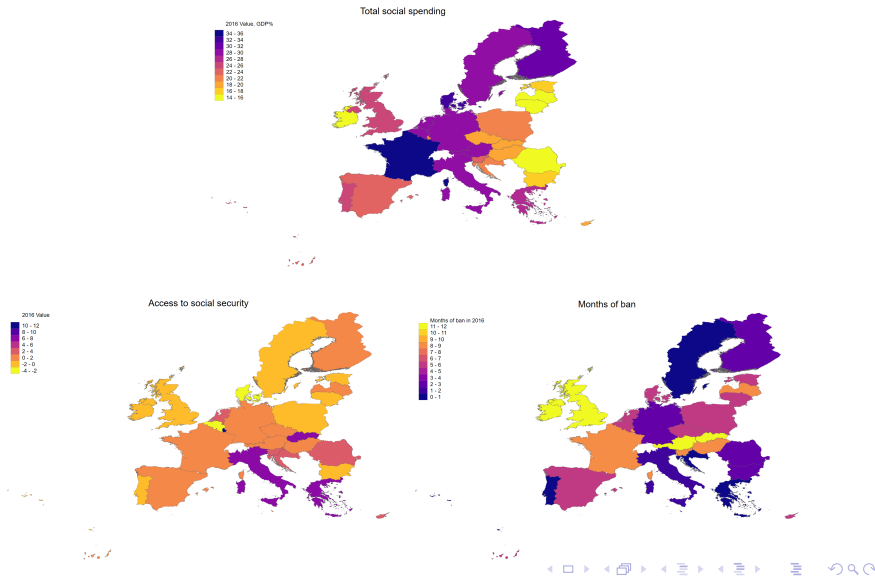 Total social spending
2016 Value, GDP%
34 - 36
32 - 34
30 - 32
28 - 30
26 - 28
24 - 26
22 - 24
20 - 22
18 - 20
16 - 18
14 - 16
Access to social security
2016 Value
10 - 12
8 - 10
6 - 8
4 - 6
2 - 4
0 - 2
-2 - 0
-4 - -2
Months of ban
Months of ban in 2016
11 - 12
10 - 11
9 - 10
8 - 9
7 - 8
6 - 7
5 - 6
4 - 5
3 - 4
2 - 3
1 - 2
0 - 1